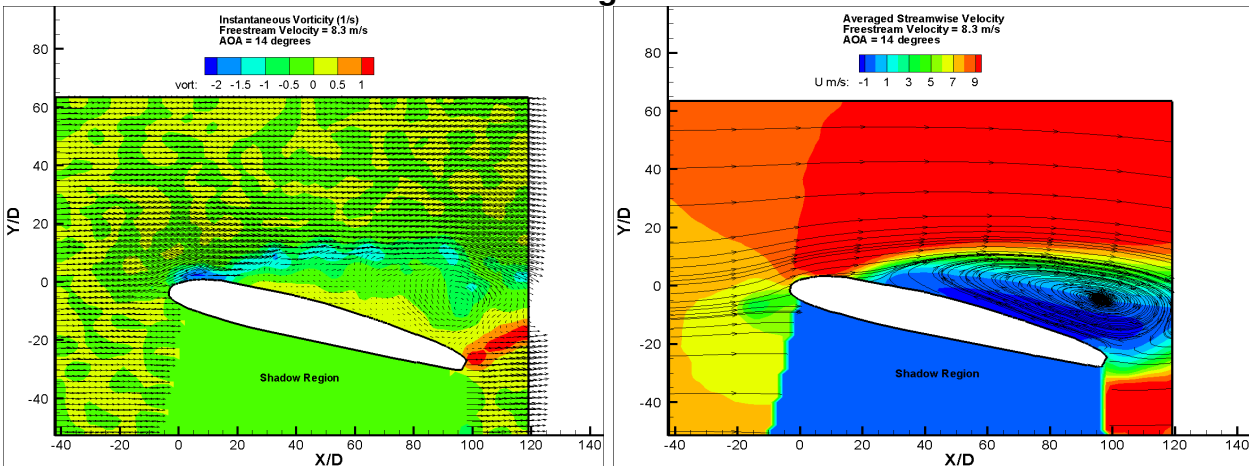 g
Instantaneous Vorticity (1/s)
Freestream Velocity = 8.3 m/s
AOA = 14 degrees
vort: -2 -1.5 -1 -0.5 0 0.5 1
80
60
40
20
0
-20
-40
Y/D
Shadow Region
-40 -20 0 20 40 60 80 100 120 140
X/D
Averaged Streamwise Velocity
Freestream Velocity = 8.3 m/s
AOA = 14 degrees
U m/s: -1 1 3 5 7 9
80
60
40
20
0
-20
-40
Y/D
Shadow Region
-40 -20 0 20 40 60 80 100 120 140
X/D